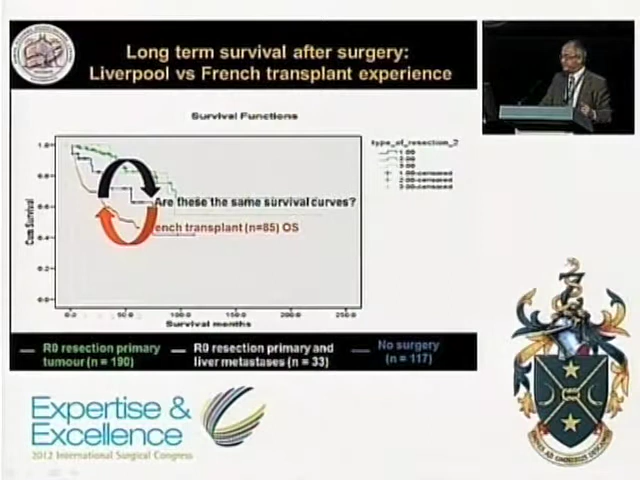 Long term survival after surgery:
Liverpool vs French transplant experience
Survival Functions
type_of_resection_2
1.00
2.00
3.00
1.00-censored
2.00-censored
3.00-censored
Cum Survival
1.0
0.8
0.6
0.4
0.2
0.0
Are these the same survival curves?
ench transplant (n=85) OS
0.0
50.0
100.0
150.0
200.0
250.0
Survival months
R0 resection primary
tumour (n = 190)
R0 resection primary and
liver metastases (n = 33)
No surgery
(n = 117)
Expertise &
Excellence
2012 International Surgical Congress